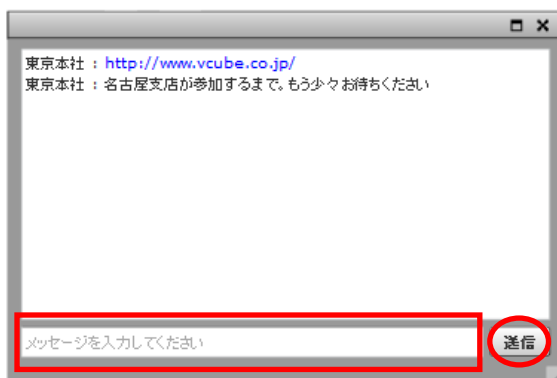 東京本社 : http://www.vcube.co.jp/
東京本社 : 名古屋支店が参加するまで。もう少々お待ちください
メッセージを入力してください
送信